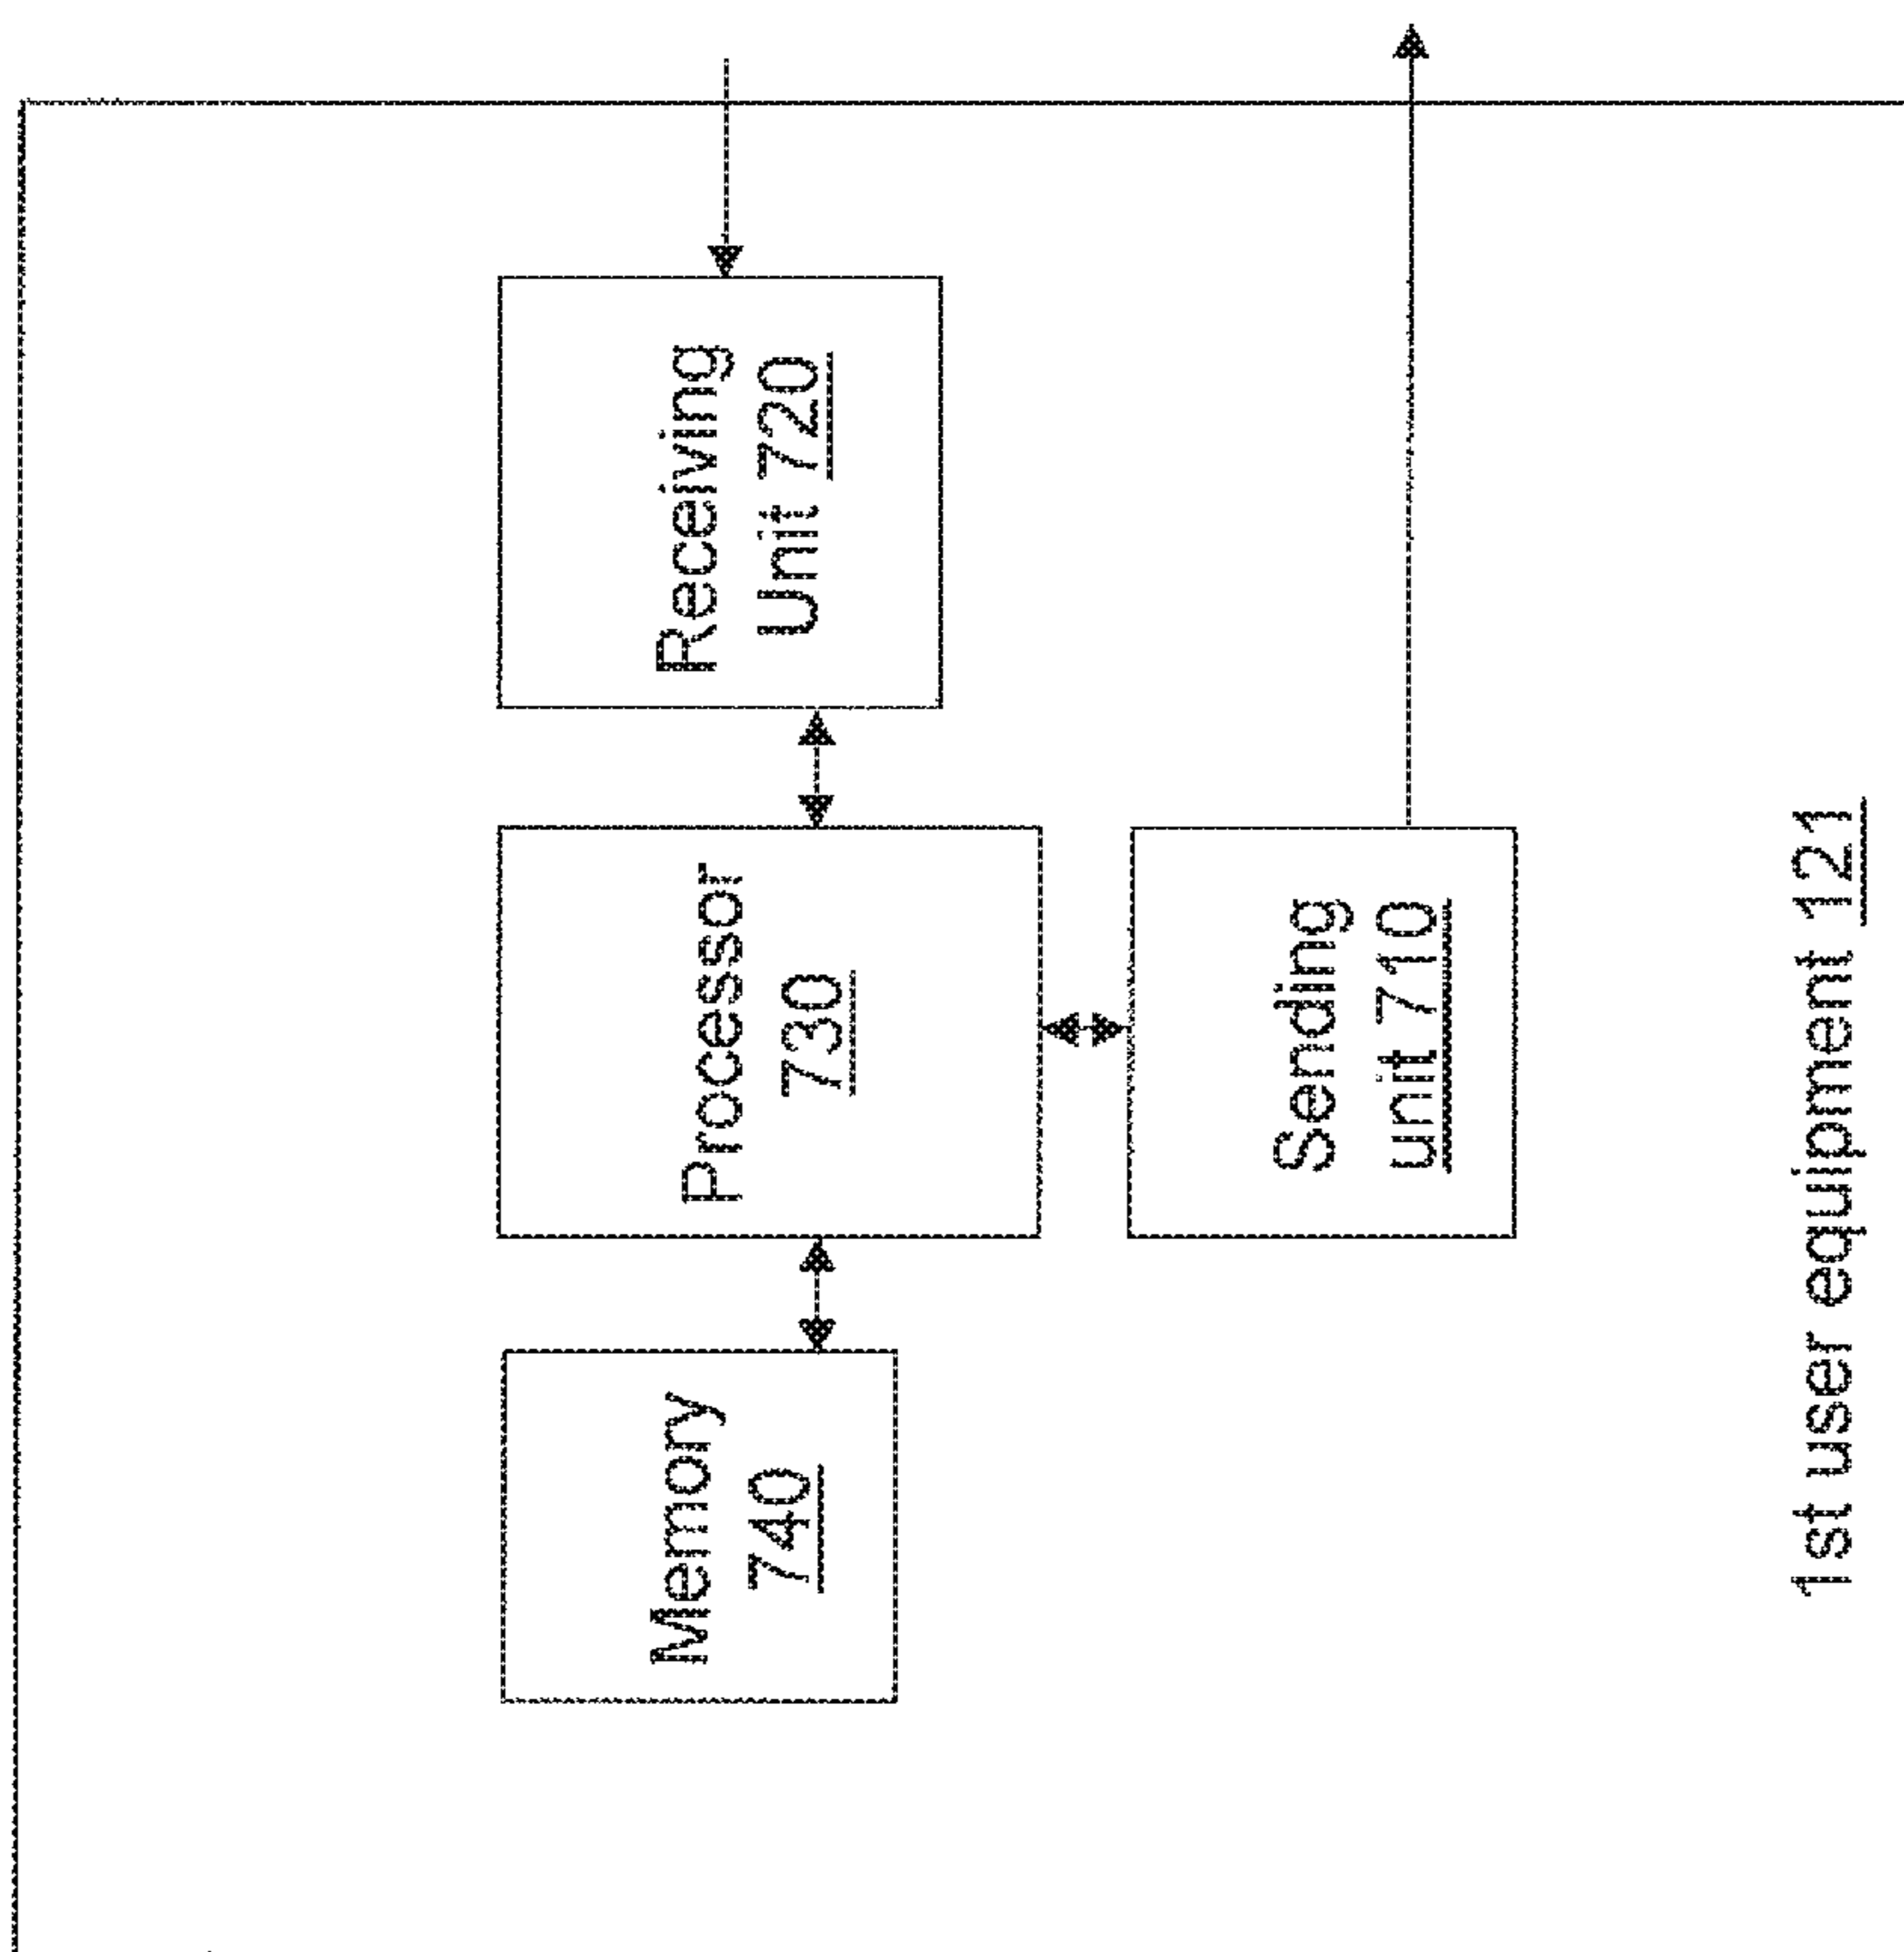 Memory
740
Processor
730
Receiving
Unit 720
Sending
unit 710
1st user equipment 121